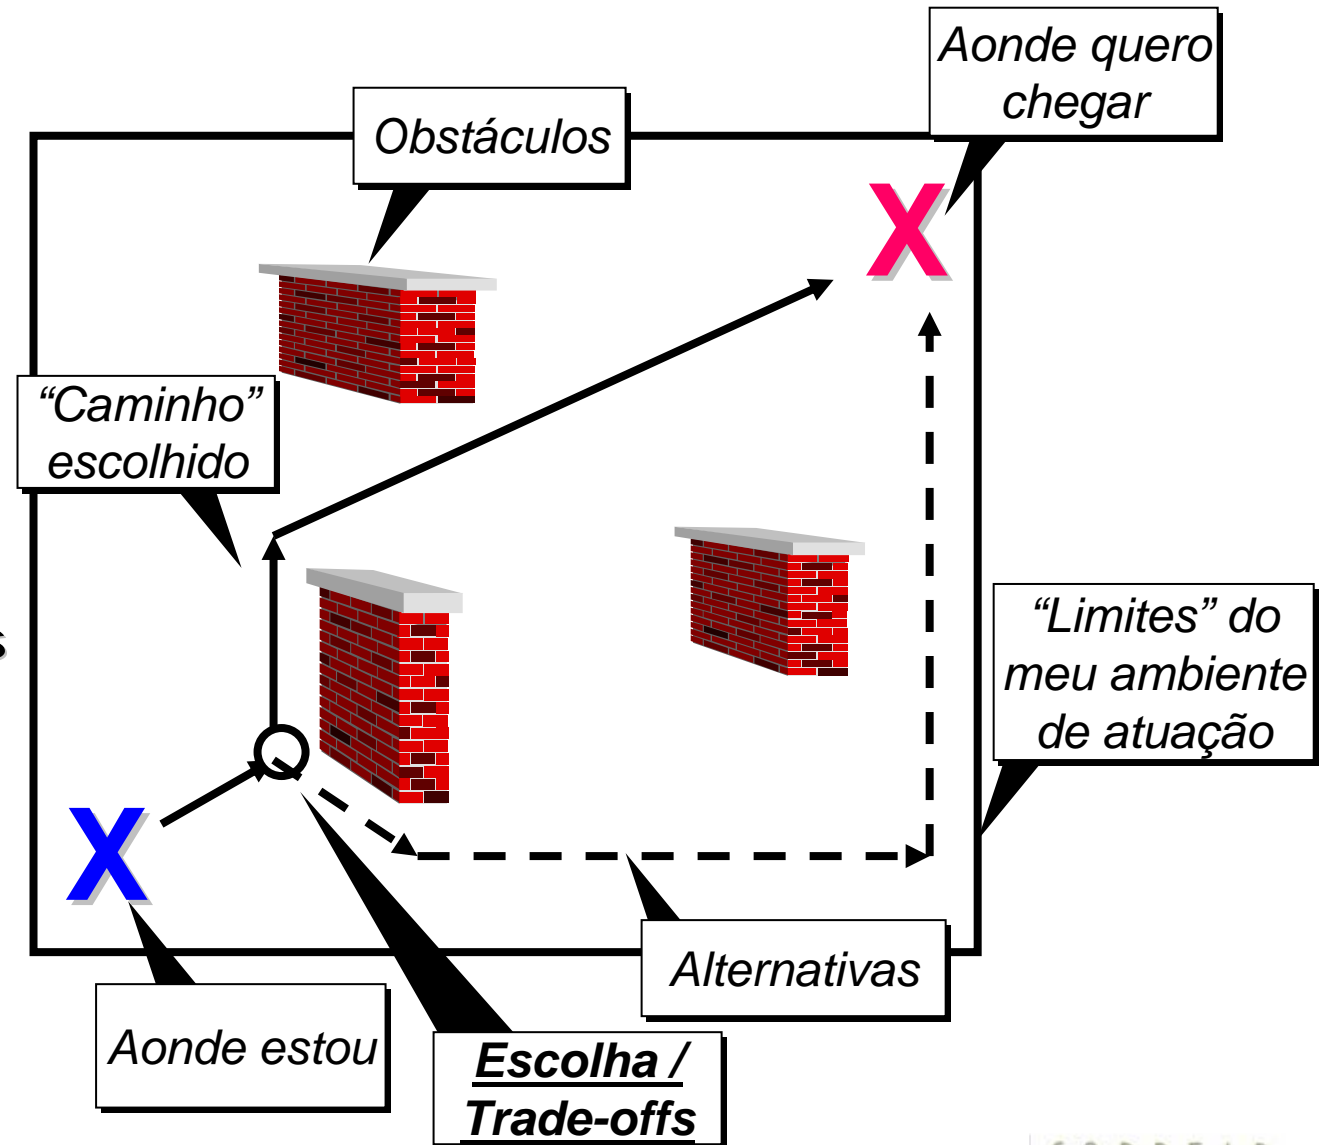 Aonde quero
chegar
Obstáculos
X
“Caminho”
escolhido
“Limites” do
meu ambiente
de atuação
s
X
Alternativas
Aonde estou
Escolha /
Trade-offs